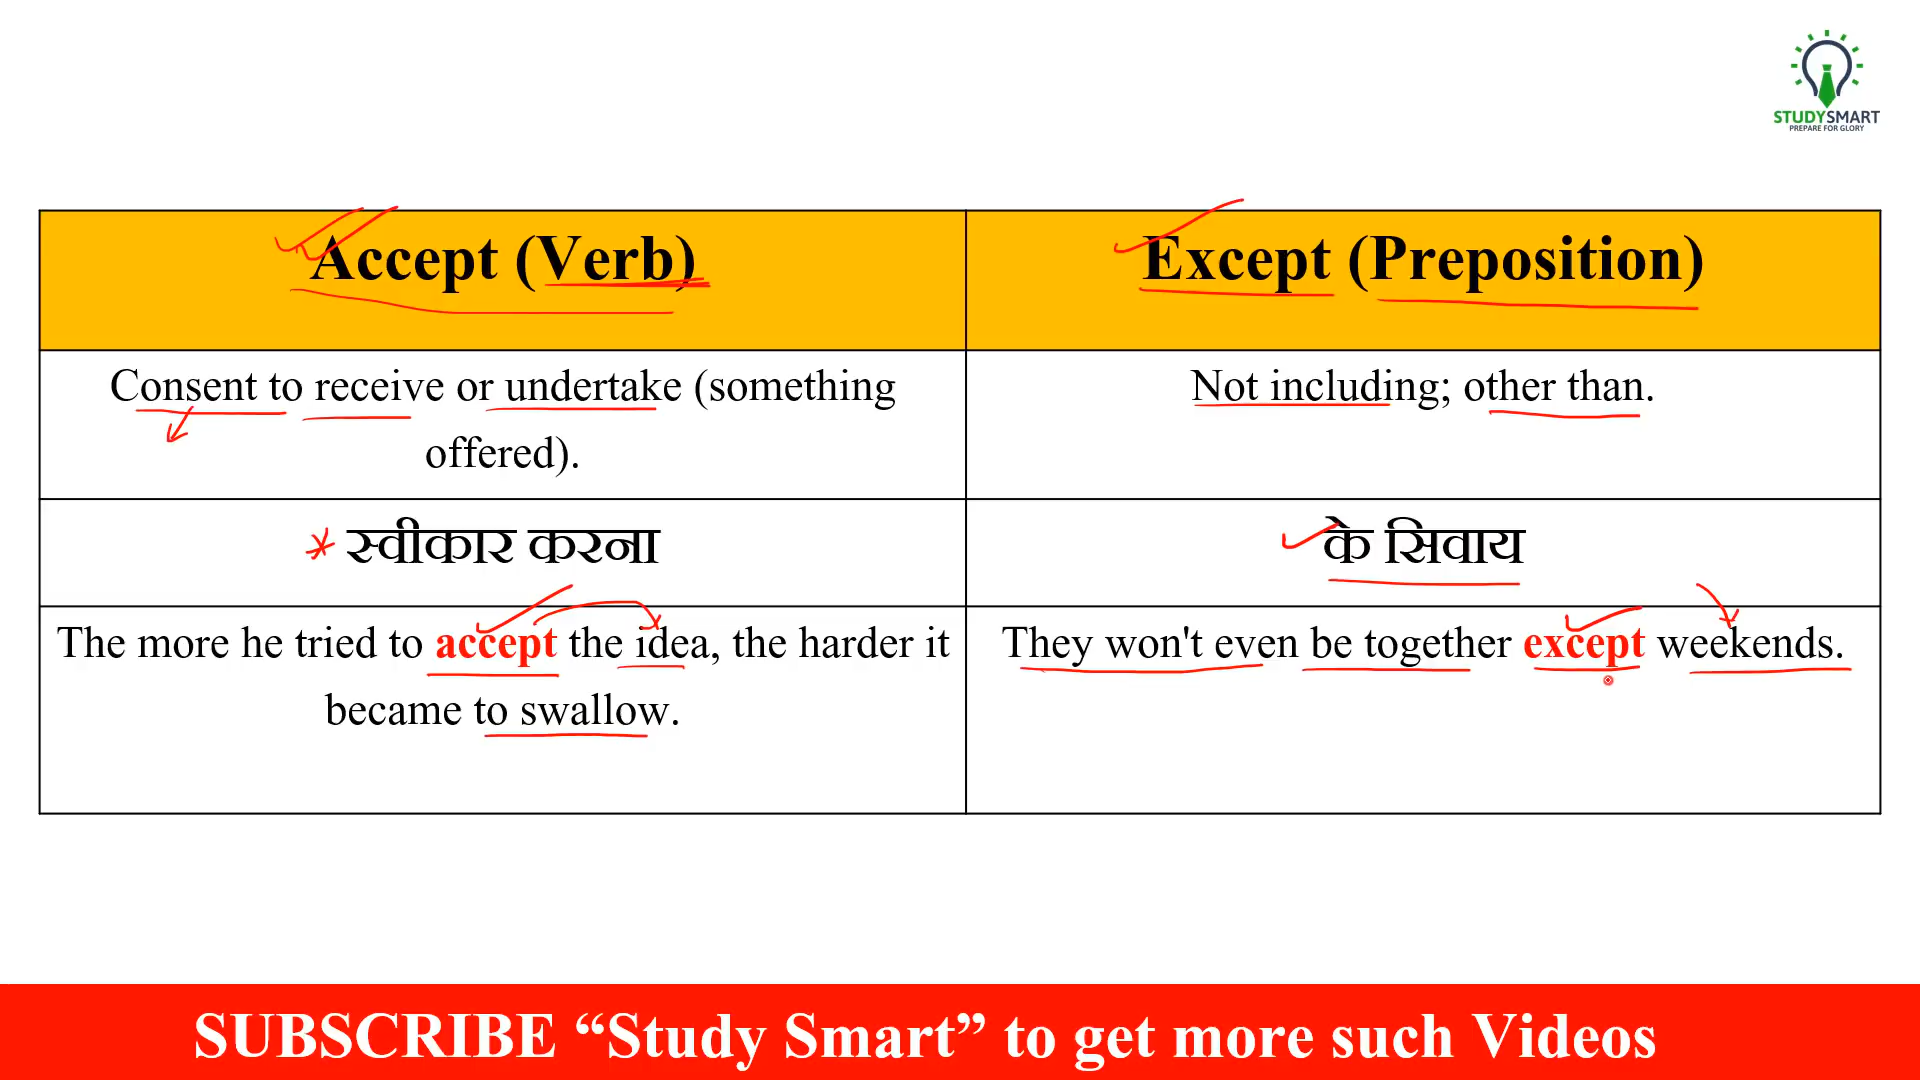 STUDYSMART
PREPARE FOR GLORY
Accept (Verb)
Except (Preposition)
Consent to receive or undertake (something
offered).
Not including; other than.
स्वीकार करना
के सिवाय
The more he tried to accept the idea, the harder it
became to swallow.
They won't even be together except weekends.
SUBSCRIBE “Study Smart” to get more such Videos